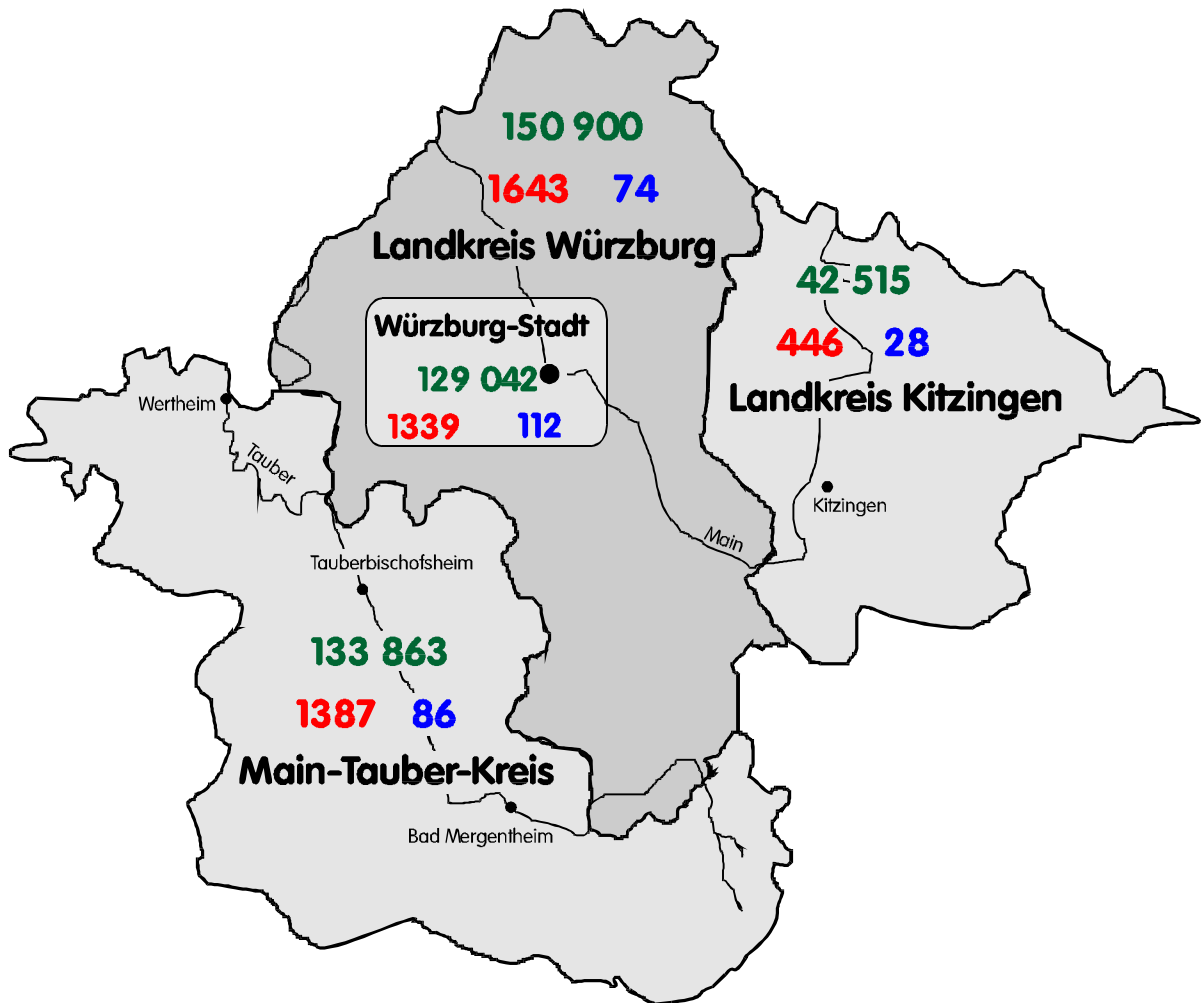 150 900
1643 74
Landkreis Würzburg
42 515
446 28
Landkreis Kitzingen
Würzburg-Stadt
129 042
1339 112
Wertheim
Tauber
Kitzingen
Main
Tauberbischofsheim
133 863
1387 86
Main-Tauber-Kreis
Bad Mergentheim